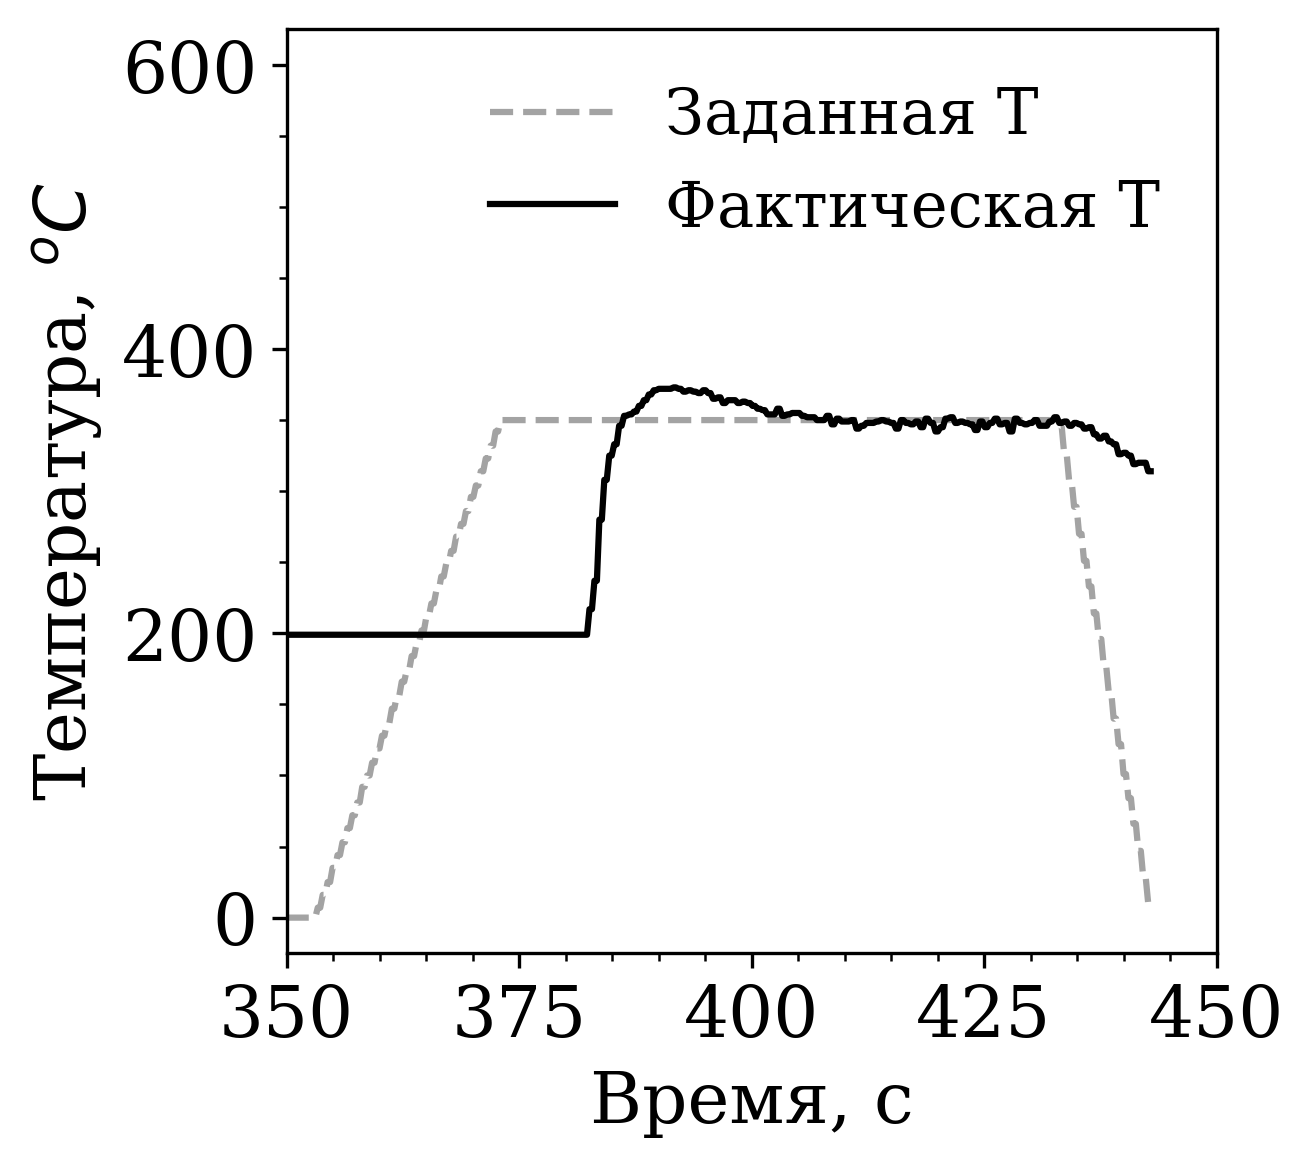 600
400
200
0
Температура, °C
Заданная Т
Фактическая Т
350 375 400 425 450
Время, с